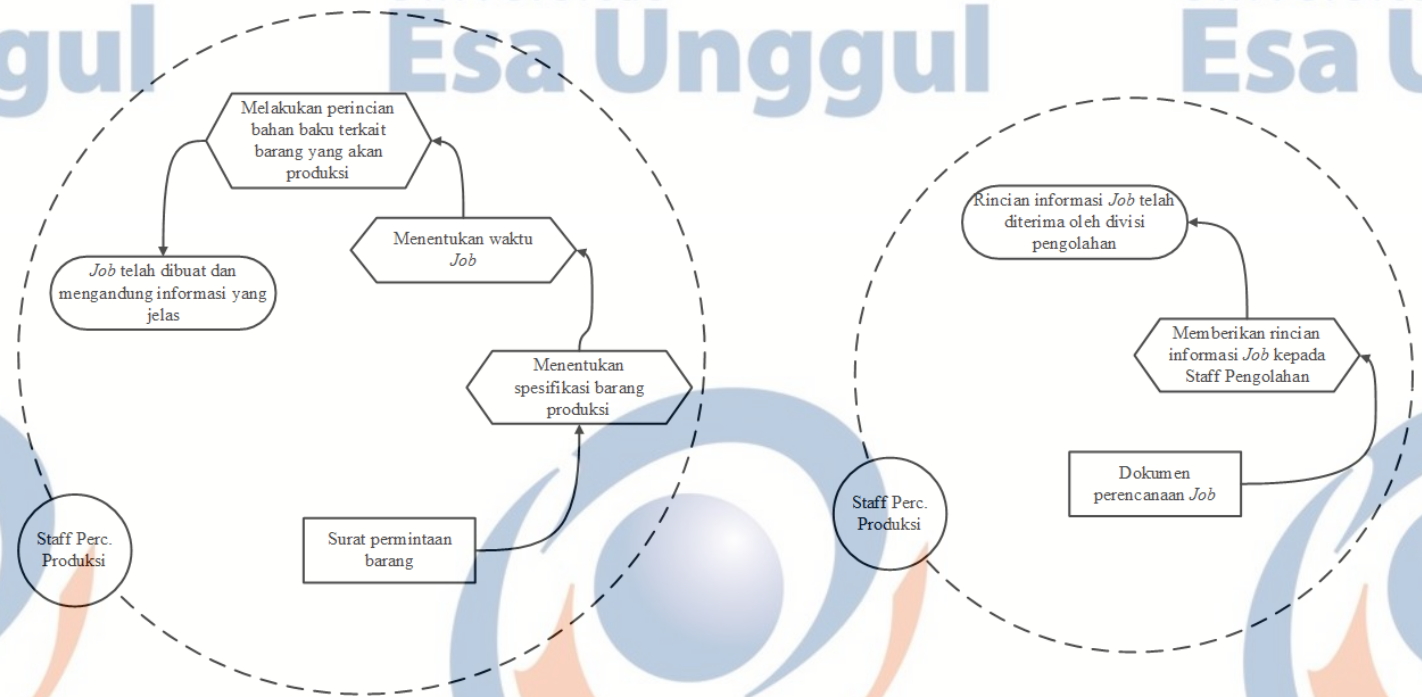 gul
Esa Unggul
Esa U
Melakukan perincian
bahan baku terkait
barang yang akan
produksi
Menentukan waktu
Job
Job telah dibuat dan
mengandung informasi yang
jelas
Menentukan
spesifikasi barang
produksi
Staff Perc.
Produksi
Surat permintaan
barang
Rincian informasi Job telah
diterima oleh divisi
pengolahan
Memberikan rincian
informasi Job kepada
Staff Pengolahan
Dokumen
perencanaan Job
Staff Perc.
Produksi